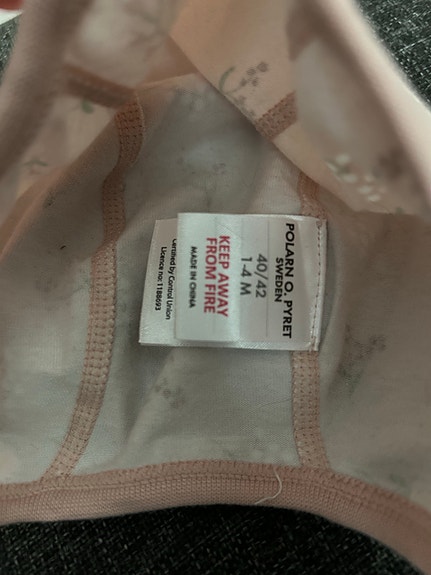 POLARN O. PYRET
SWEDEN
40/42
1-4 M
KEEP AWAY
FROM FIRE
MADE IN CHINA
Certified by Control Union
Licence no: 1188693